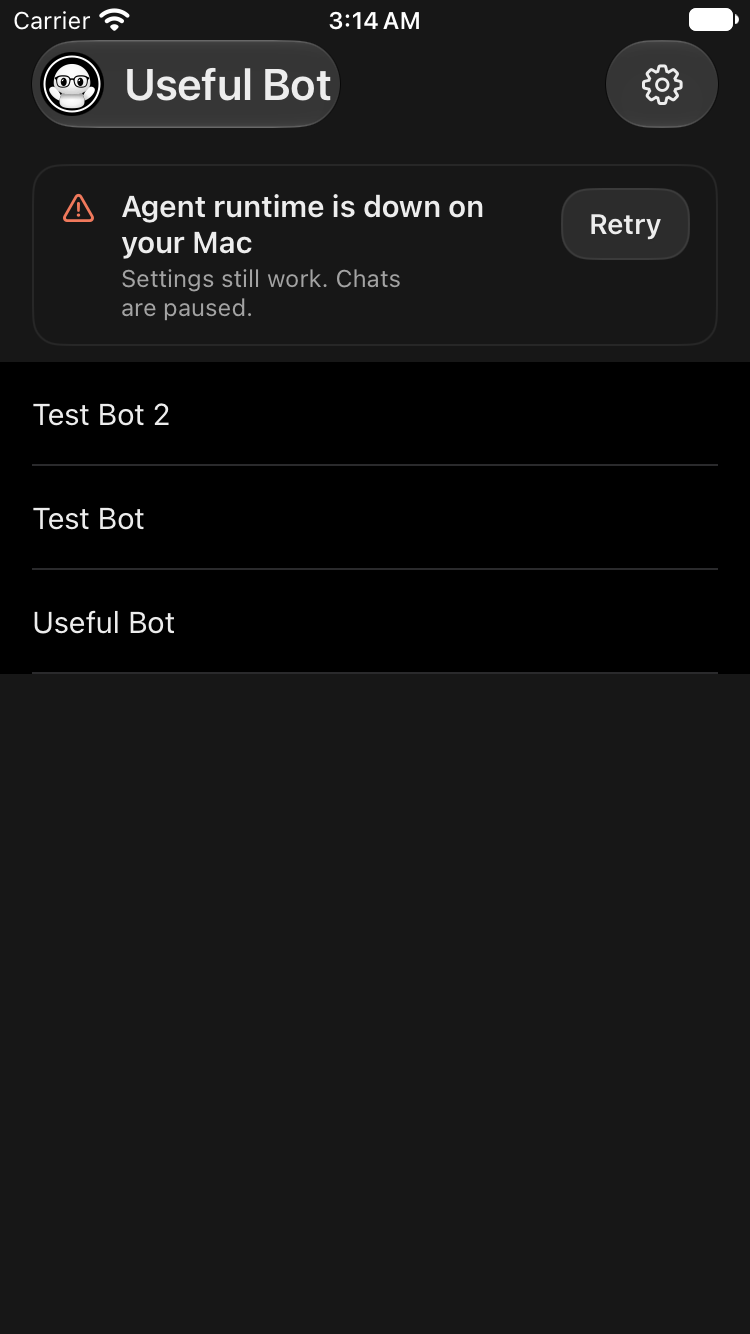 Carrier 3:14 AM
Useful Bot
Agent runtime is down on
your Mac
Retry
Settings still work. Chats
are paused.
Test Bot 2
Test Bot
Useful Bot